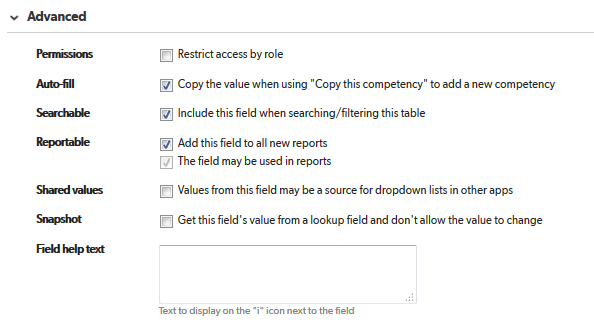 Advanced
Permissions Restrict access by role
Auto-fill Copy the value when using "Copy this competency" to add a new competency
Searchable Include this field when searching/filtering this table
Reportable Add this field to all new reports
The field may be used in reports
Shared values Values from this field may be a source for dropdown lists in other apps
Snapshot Get this field's value from a lookup field and don't allow the value to change
Field help text
Text to display on the "i" icon next to the field